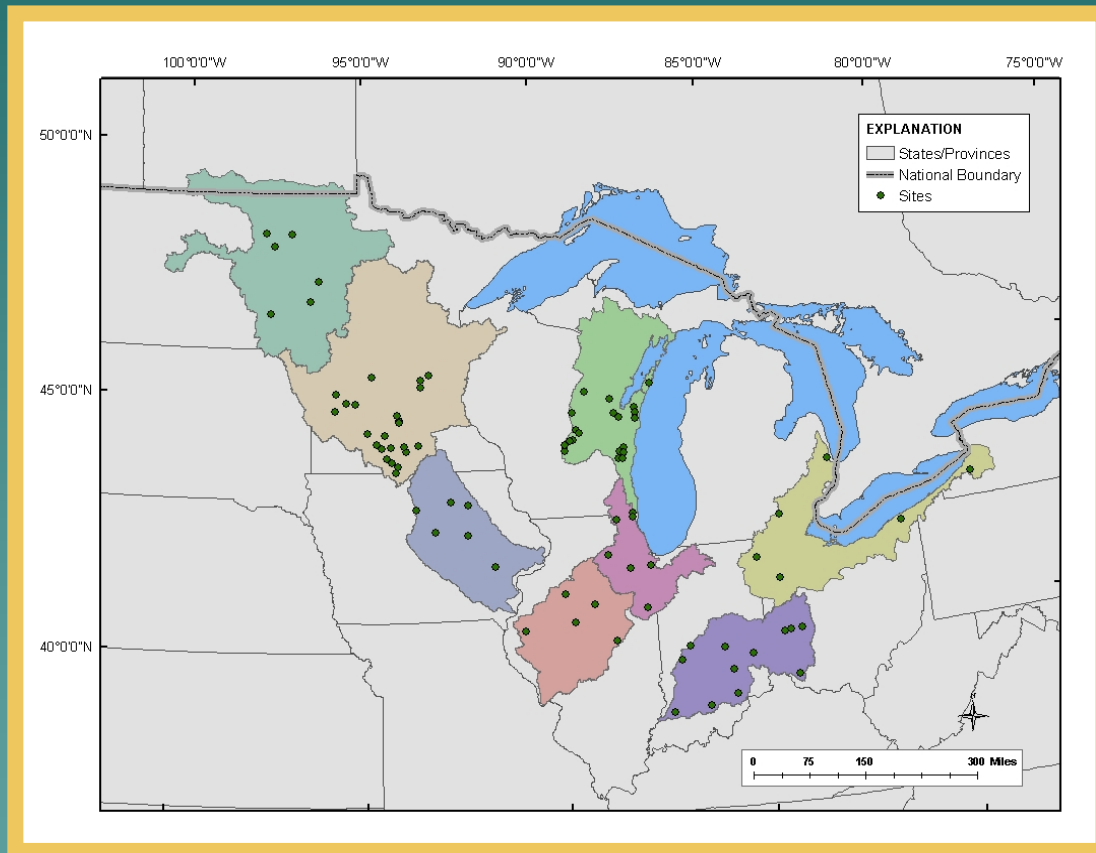 100°0'0"W 95°0'0"W 90°0'0"W 85°0'0"W 80°0'0"W 75°0'0"W
50°0'0"N
EXPLANATION
States/Provinces
National Boundary
Sites
45°0'0"N
40°0'0"N
N
0 75 150 300 Miles